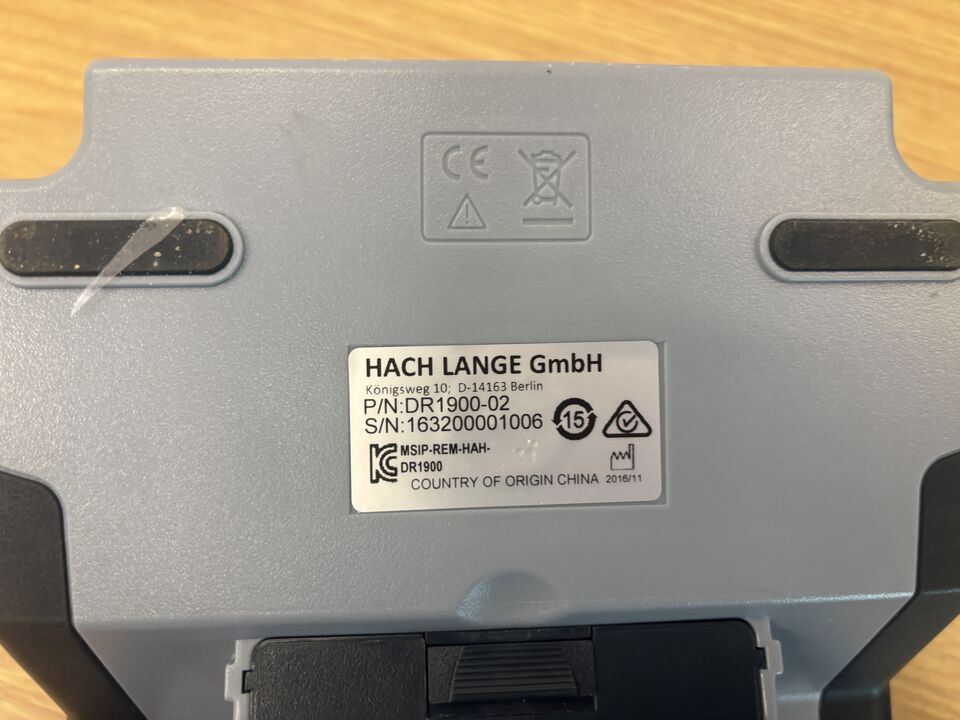 CE
HACH LANGE GmbH
Königsweg 10; D-14163 Berlin
P/N:DR1900-02
S/N:163200001006
15
MSIP-REM-HAH-
DR1900
COUNTRY OF ORIGIN CHINA 2016/11